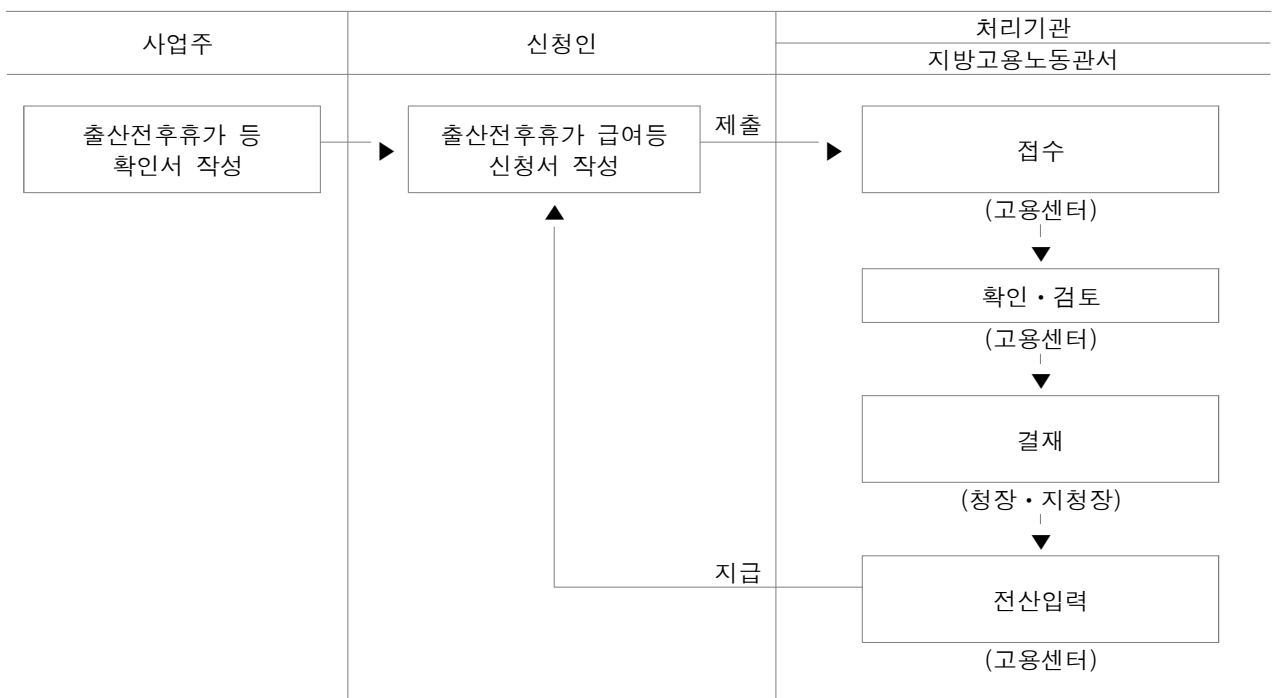 사업주
신청인
처리기관
지방고용노동관서
출산전후휴가 등
확인서 작성
출산전후휴가 급여등
신청서 작성
제출
접수
(고용센터)
확인・검토
(고용센터)
결재
(청장・지청장)
지급
전산입력
(고용센터)